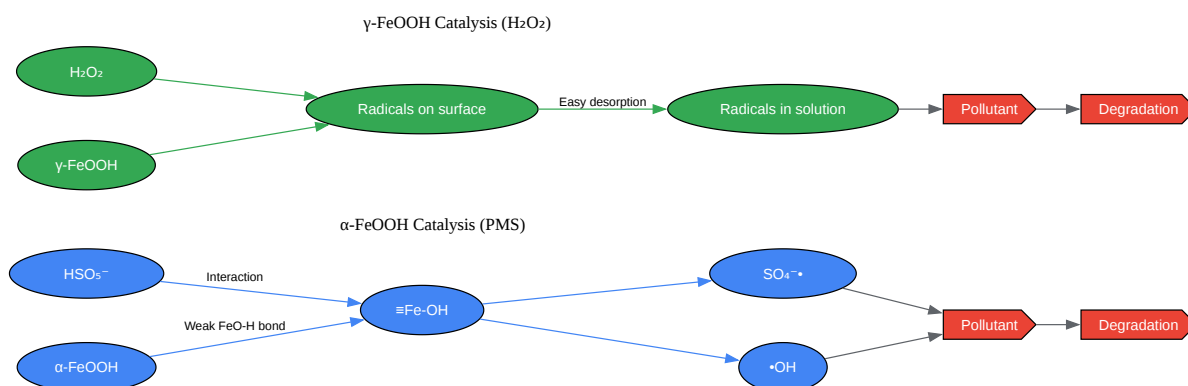 γ-FeOOH Catalysis (H₂O₂)
H₂O₂
γ-FeOOH
Radicals on surface
Easy desorption
Radicals in solution
Pollutant
Degradation
α-FeOOH Catalysis (PMS)
HSO₅⁻
Interaction
Weak FeO-H bond
α-FeOOH
≡Fe-OH
SO₄⁻•
•OH
Pollutant
Degradation